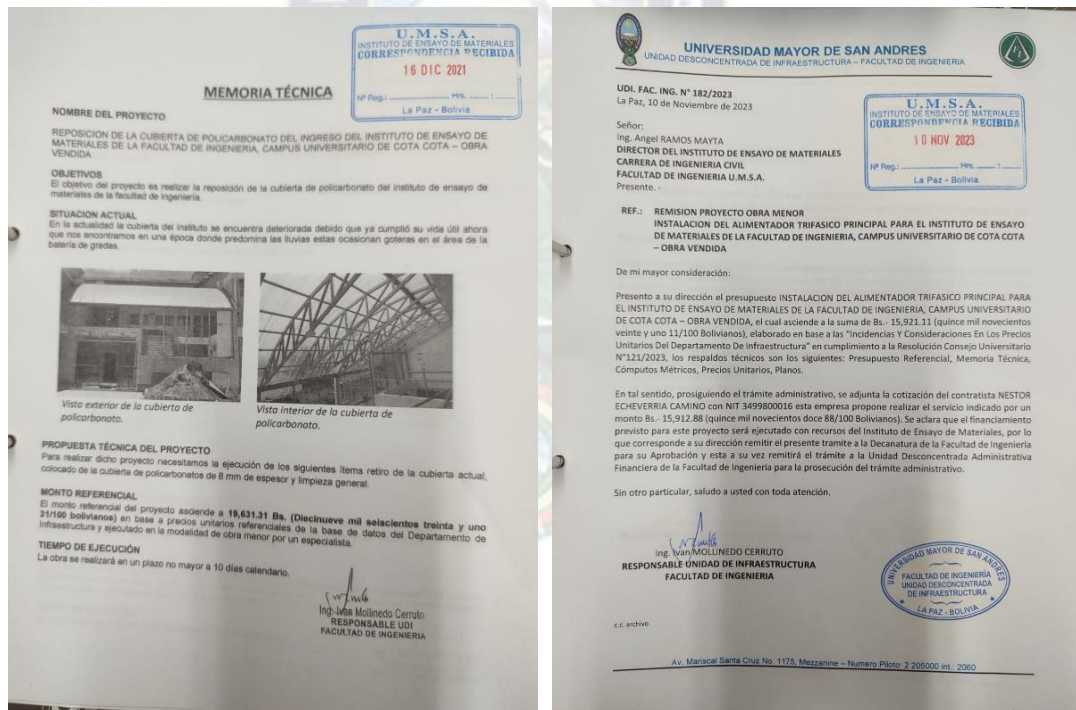 U.M.S.A.
INSTITUTO DE ENSAYO DE MATERIALES
CORRESPONDENCIA RECIBIDA
16 DIC 2021
Nº Reg.: Hrs. :
La Paz - Bolivia
MEMORIA TÉCNICA
NOMBRE DEL PROYECTO
REPOSICION DE LA CUBIERTA DE POLICARBONATO DEL INGRESO DEL INSTITUTO DE ENSAYO DE
MATERIALES DE LA FACULTAD DE INGENIERIA, CAMPUS UNIVERSITARIO DE COTA COTA – OBRA
VENDIDA
OBJETIVOS
El objetivo del proyecto es realizar la reposición de la cubierta de policarbonato del instituto de ensayo de
materiales de la facultad de Ingeniería.
SITUACION ACTUAL
En la actualidad la cubierta del instituto se encuentra deteriorada debido que ya cumplió su vida útil ahora
que nos encontramos en una época donde predomina las lluvias estas ocasionan goteras en el área de la
batería de gradas.
Vista exterior de la cubierta de
policarbonato.
Vista interior de la cubierta de
policarbonato.
PROPUESTA TÉCNICA DEL PROYECTO
Para realizar dicho proyecto necesitamos la ejecución de los siguientes ítems retiro de la cubierta actual,
colocado de la cubierta de policarbonatos de 8 mm de espesor y limpieza general.
MONTO REFERENCIAL
El monto referencial del proyecto asciende a 19,631.31 Bs. (Diecinueve mil seiscientos treinta y uno
31/100 bolivianos) en base a precios unitarios referenciales de la base de datos del Departamento de
Infraestructura y ejecutado en la modalidad de obra menor por un especialista.
TIEMPO DE EJECUCIÓN
La obra se realizará en un plazo no mayor a 10 días calendario.
Ing. Ivan Mollinedo Cerruto
RESPONSABLE UDI
FACULTAD DE INGENIERIA
UNIVERSIDAD MAYOR DE SAN ANDRES
UNIDAD DESCONCENTRADA DE INFRAESTRUCTURA – FACULTAD DE INGENIERIA
UDI. FAC. ING. N° 182/2023
La Paz, 10 de Noviembre de 2023
U.M.S.A.
INSTITUTO DE ENSAYO DE MATERIALES
CORRESPONDENCIA RECIBIDA
10 NOV 2023
Nº Reg.: Hrs. :
La Paz - Bolivia
Señor:
Ing. Angel RAMOS MAYTA
DIRECTOR DEL INSTITUTO DE ENSAYO DE MATERIALES
CARRERA DE INGENIERIA CIVIL
FACULTAD DE INGENIERIA U.M.S.A.
Presente. -
REF.: REMISION PROYECTO OBRA MENOR
INSTALACION DEL ALIMENTADOR TRIFASICO PRINCIPAL PARA EL INSTITUTO DE ENSAYO
DE MATERIALES DE LA FACULTAD DE INGENIERIA, CAMPUS UNIVERSITARIO DE COTA COTA
– OBRA VENDIDA
De mi mayor consideración:
Presento a su dirección el presupuesto INSTALACION DEL ALIMENTADOR TRIFASICO PRINCIPAL PARA
EL INSTITUTO DE ENSAYO DE MATERIALES DE LA FACULTAD DE INGENIERIA, CAMPUS UNIVERSITARIO
DE COTA COTA – OBRA VENDIDA, el cual asciende a la suma de Bs.- 15,921.11 (quince mil novecientos
veinte y uno 11/100 Bolivianos), elaborado en base a las “Incidencias Y Consideraciones En Los Precios
Unitarios Del Departamento De Infraestructura” en cumplimiento a la Resolución Consejo Universitario
N°121/2023, los respaldos técnicos son los siguientes: Presupuesto Referencial, Memoria Técnica,
Cómputos Métricos, Precios Unitarios, Planos.
En tal sentido, prosiguiendo el trámite administrativo, se adjunta la cotización del contratista NESTOR
ECHEVERRIA CAMINO con NIT 3499800016 esta empresa propone realizar el servicio indicado por un
monto Bs.- 15,912.88 (quince mil novecientos doce 88/100 Bolivianos). Se aclara que el financiamiento
previsto para este proyecto será ejecutado con recursos del Instituto de Ensayo de Materiales, por lo
que corresponde a su dirección remitir el presente tramite a la Decanatura de la Facultad de Ingeniería
para su Aprobación y esta a su vez remitirá el trámite a la Unidad Desconcentrada Administrativa
Financiera de la Facultad de Ingeniería para la prosecución del trámite administrativo.
Sin otro particular, saludo a usted con toda atención.
Ing. Ivan MOLLINEDO CERRUTO
RESPONSABLE UNIDAD DE INFRAESTRUCTURA
FACULTAD DE INGENIERIA
UNIVERSIDAD MAYOR DE SAN ANDRES
FACULTAD DE INGENIERÍA
UNIDAD DESCONCENTRADA
DE INFRAESTRUCTURA
LA PAZ - BOLIVIA
c.c. archivo
Av. Mariscal Santa Cruz No. 1175, Mezzanine – Numero Piloto: 2 205000 int.: 2060